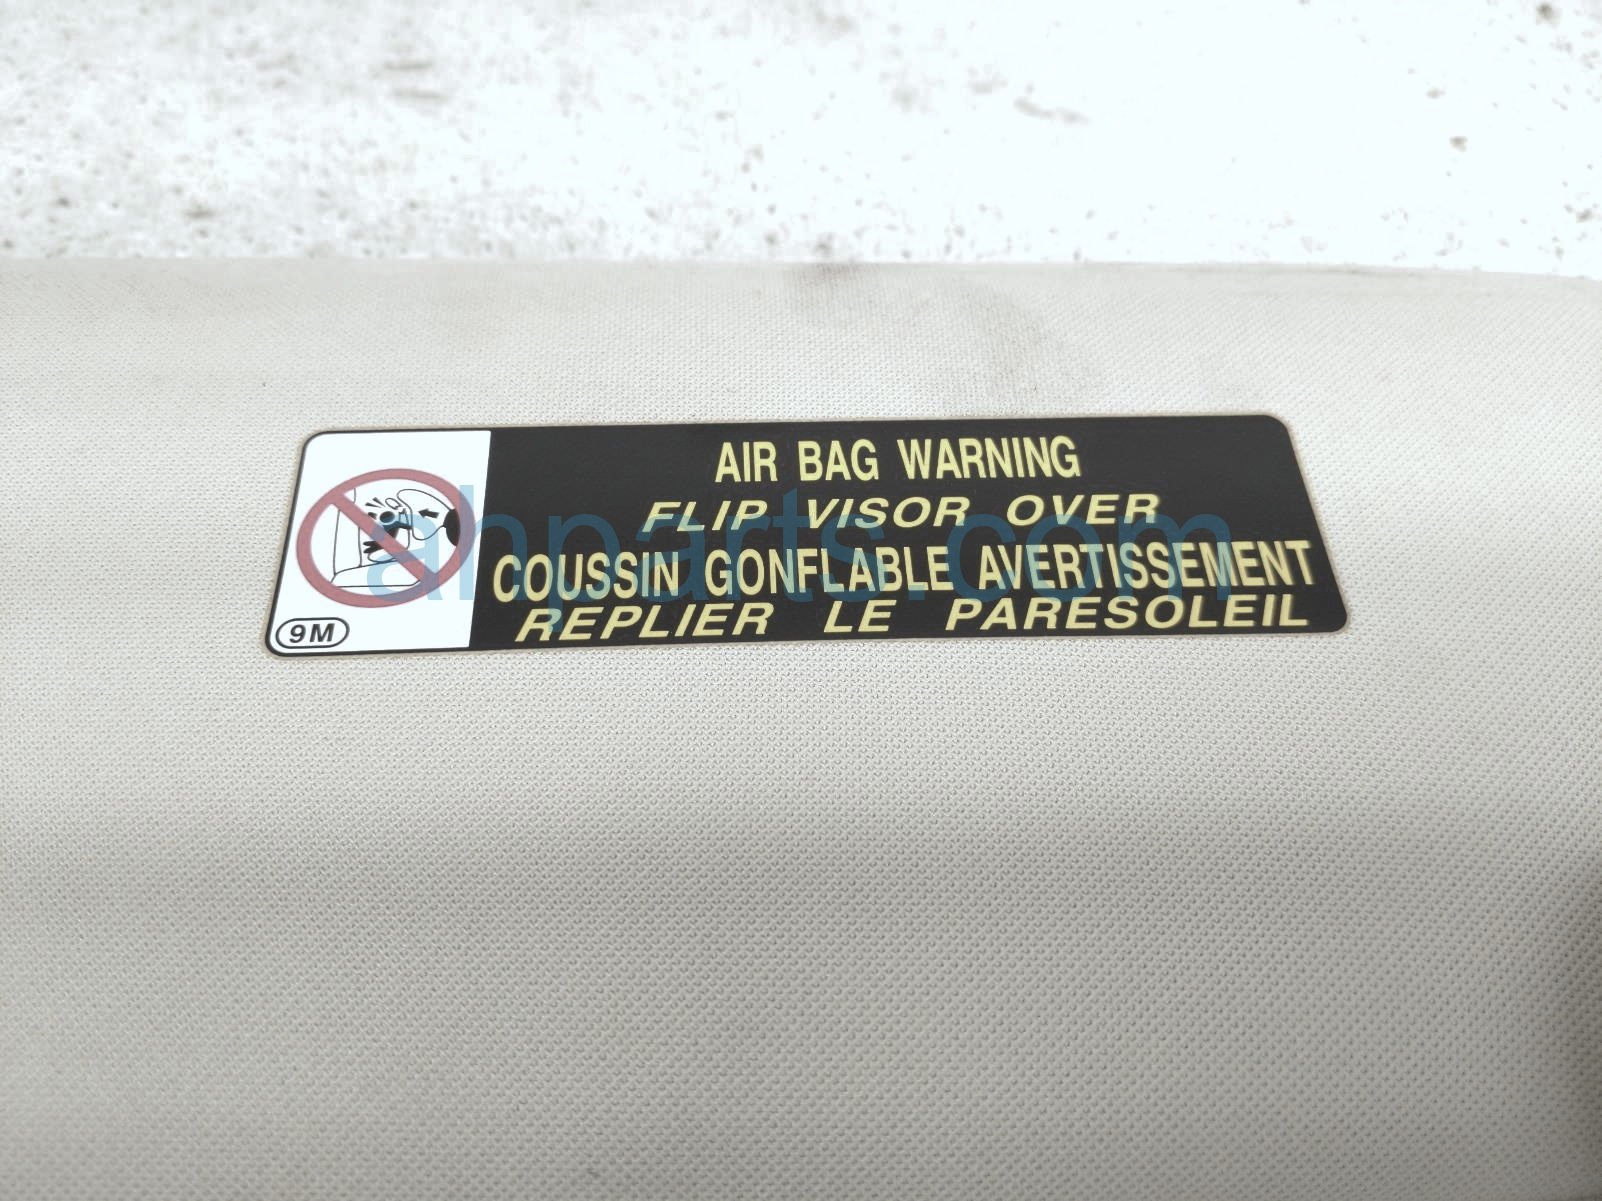 AIR BAG WARNING
FLIP VISOR OVER
COUSSIN GONFLABLE AVERTISSEMENT
REPLIER LE PARESOLEIL
9M
ahparts.com